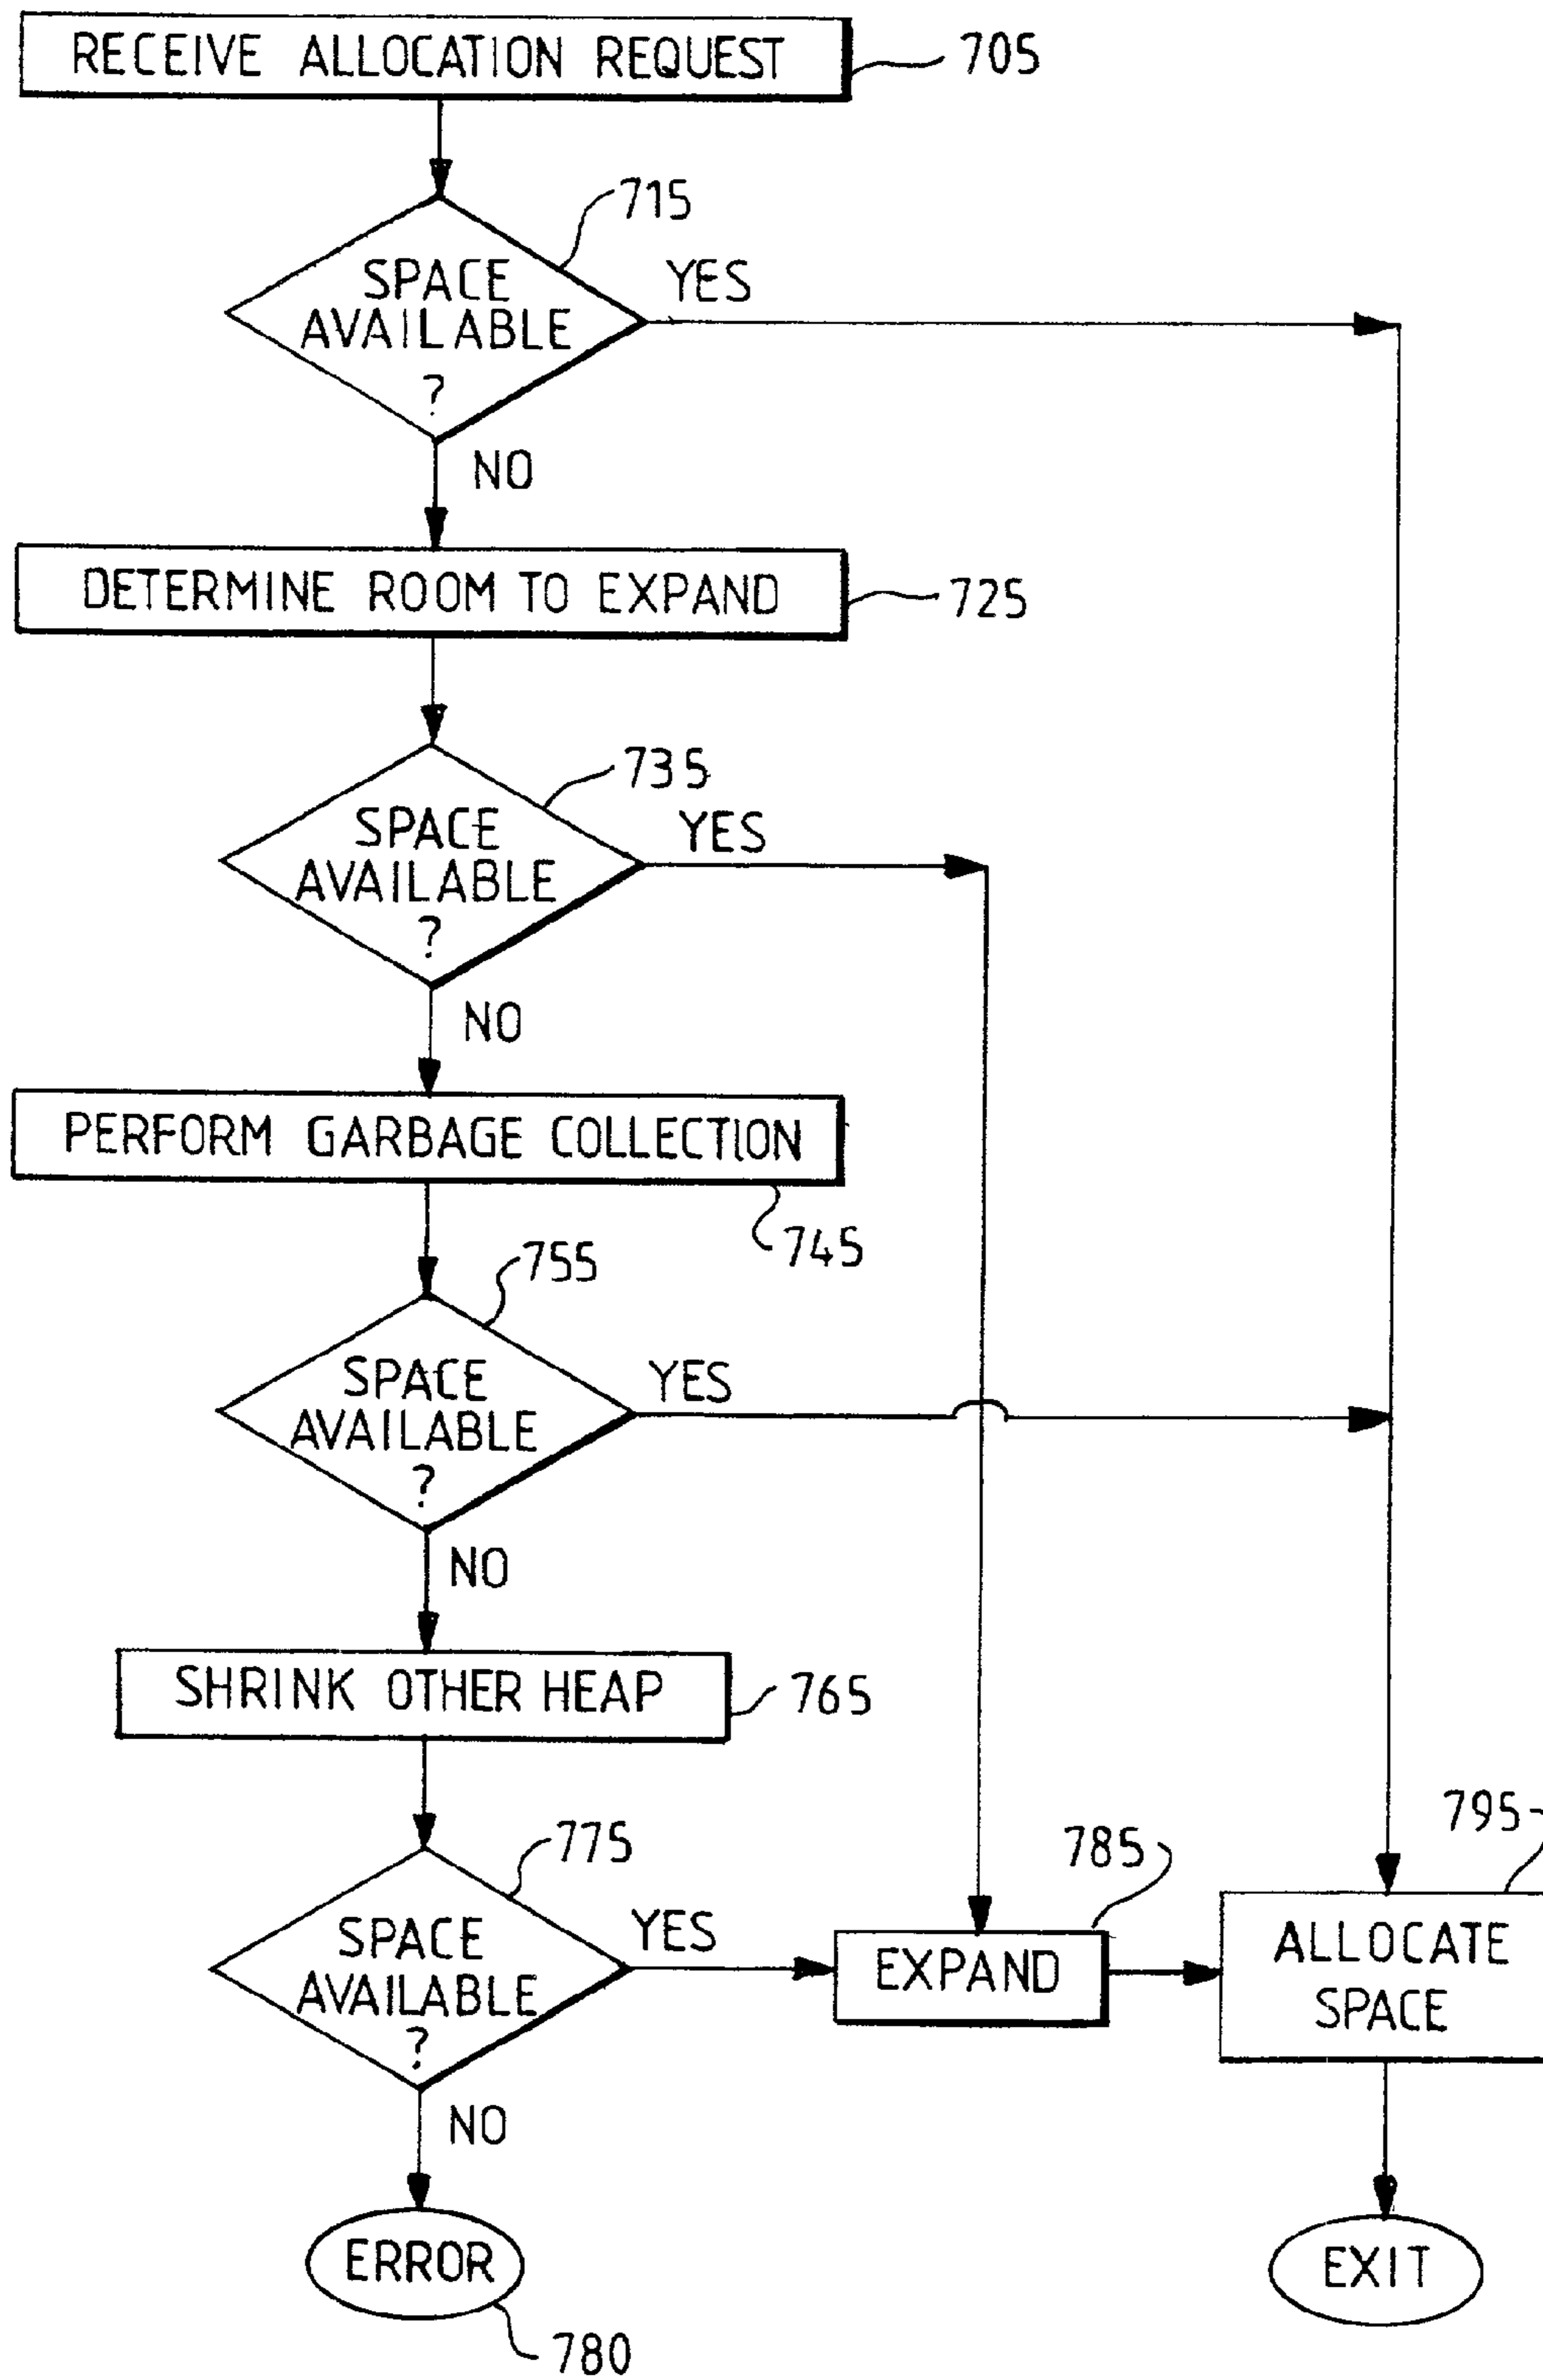 RECEIVE ALLOCATION REQUEST
705
715
SPACE
AVAILABLE
?
YES
NO
DETERMINE ROOM TO EXPAND
725
735
SPACE
AVAILABLE
?
YES
NO
PERFORM GARBAGE COLLECTION
745
755
SPACE
AVAILABLE
?
YES
NO
SHRINK OTHER HEAP
765
775
SPACE
AVAILABLE
?
YES
NO
785
EXPAND
795
ALLOCATE
SPACE
ERROR
780
EXIT